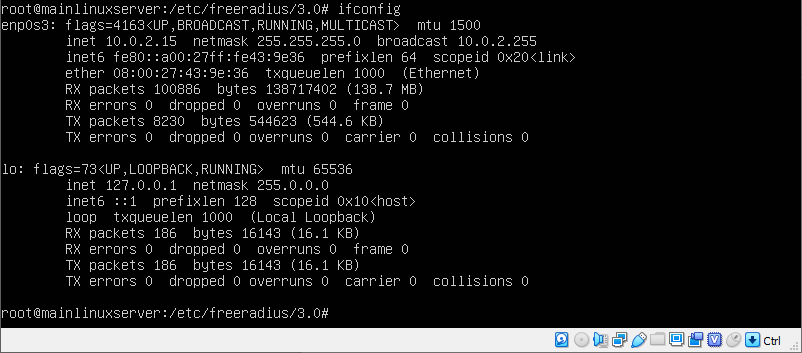 root@mainlinuxserver:/etc/freeradius/3.0# ifconfig
enp0s3: flags=4163<UP,BROADCAST,RUNNING,MULTICAST>  mtu 1500
        inet 10.0.2.15  netmask 255.255.255.0  broadcast 10.0.2.255
        inet6 fe80::a00:27ff:fe43:9e36  prefixlen 64  scopeid 0x20<link>
        ether 08:00:27:43:9e:36  txqueuelen 1000  (Ethernet)
        RX packets 100886  bytes 138717402 (138.7 MB)
        RX errors 0  dropped 0  overruns 0  frame 0
        TX packets 8230  bytes 544623 (544.6 KB)
        TX errors 0  dropped 0 overruns 0  carrier 0  collisions 0
lo: flags=73<UP,LOOPBACK,RUNNING>  mtu 65536
        inet 127.0.0.1  netmask 255.0.0.0
        inet6 ::1  prefixlen 128  scopeid 0x10<host>
        loop  txqueuelen 1000  (Local Loopback)
        RX packets 186  bytes 16143 (16.1 KB)
        RX errors 0  dropped 0  overruns 0  frame 0
        TX packets 186  bytes 16143 (16.1 KB)
        TX errors 0  dropped 0 overruns 0  carrier 0  collisions 0
root@mainlinuxserver:/etc/freeradius/3.0#
Ctrl